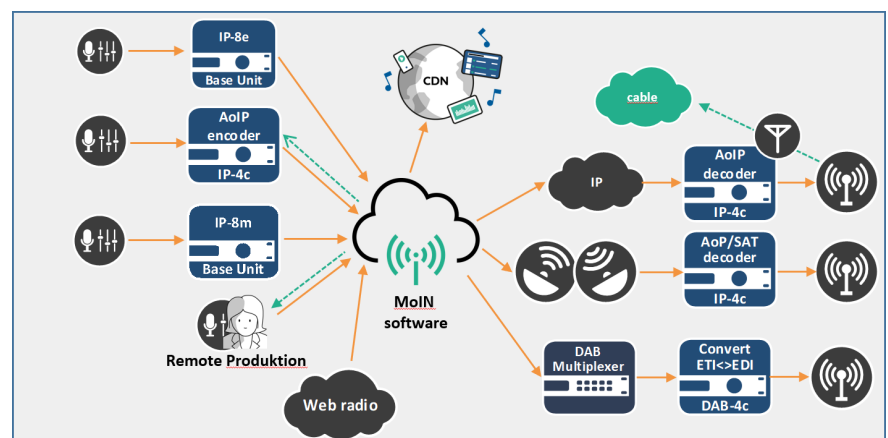 IP-8e
Base Unit
AoIP
encoder
IP-4c
IP-8m
Base Unit
Remote Produktion
Web radio
CDN
MoIN
software
cable
IP
AoIP
decoder
IP-4c
AoP/SAT
decoder
IP-4c
DAB
Multiplexer
Convert
ETI<>EDI
DAB-4c